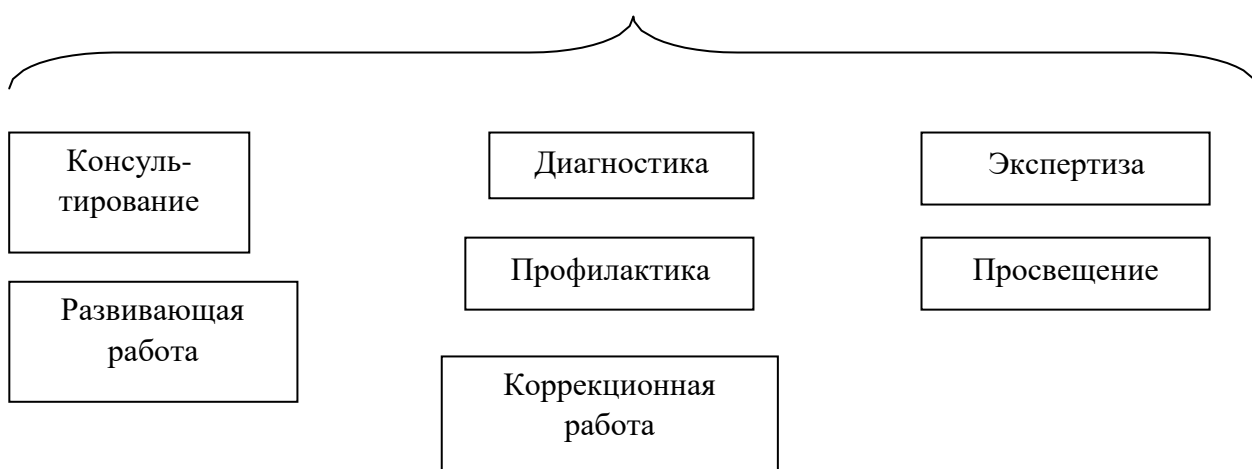 Консуль-
тирование
Диагностика
Экспертиза
Профилактика
Просвещение
Развивающая
работа
Коррекционная
работа